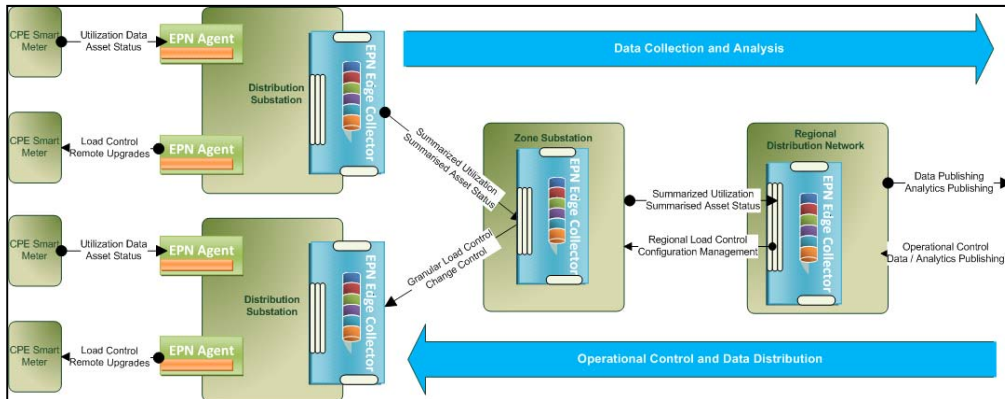 CPE Smart
Meter
Utilization Data
Asset Status
EPN Agent
Distribution
Substation
EPN Edge Collector
Data Collection and Analysis
CPE Smart
Meter
Load Control
Remote Upgrades
EPN Agent
Summarized Utilization
Summarised Asset Status
Zone Substation
EPN Edge Collector
Summarized Utilization
Summarised Asset Status
Regional Load Control
Configuration Management
Regional
Distribution Network
EPN Edge Collector
Data Publishing
Analytics Publishing
Operational Control
Data / Analytics Publishing
CPE Smart
Meter
Utilization Data
Asset Status
EPN Agent
Distribution
Substation
EPN Edge Collector
Granular Load Control
Change Control
CPE Smart
Meter
Load Control
Remote Upgrades
EPN Agent
Operational Control and Data Distribution